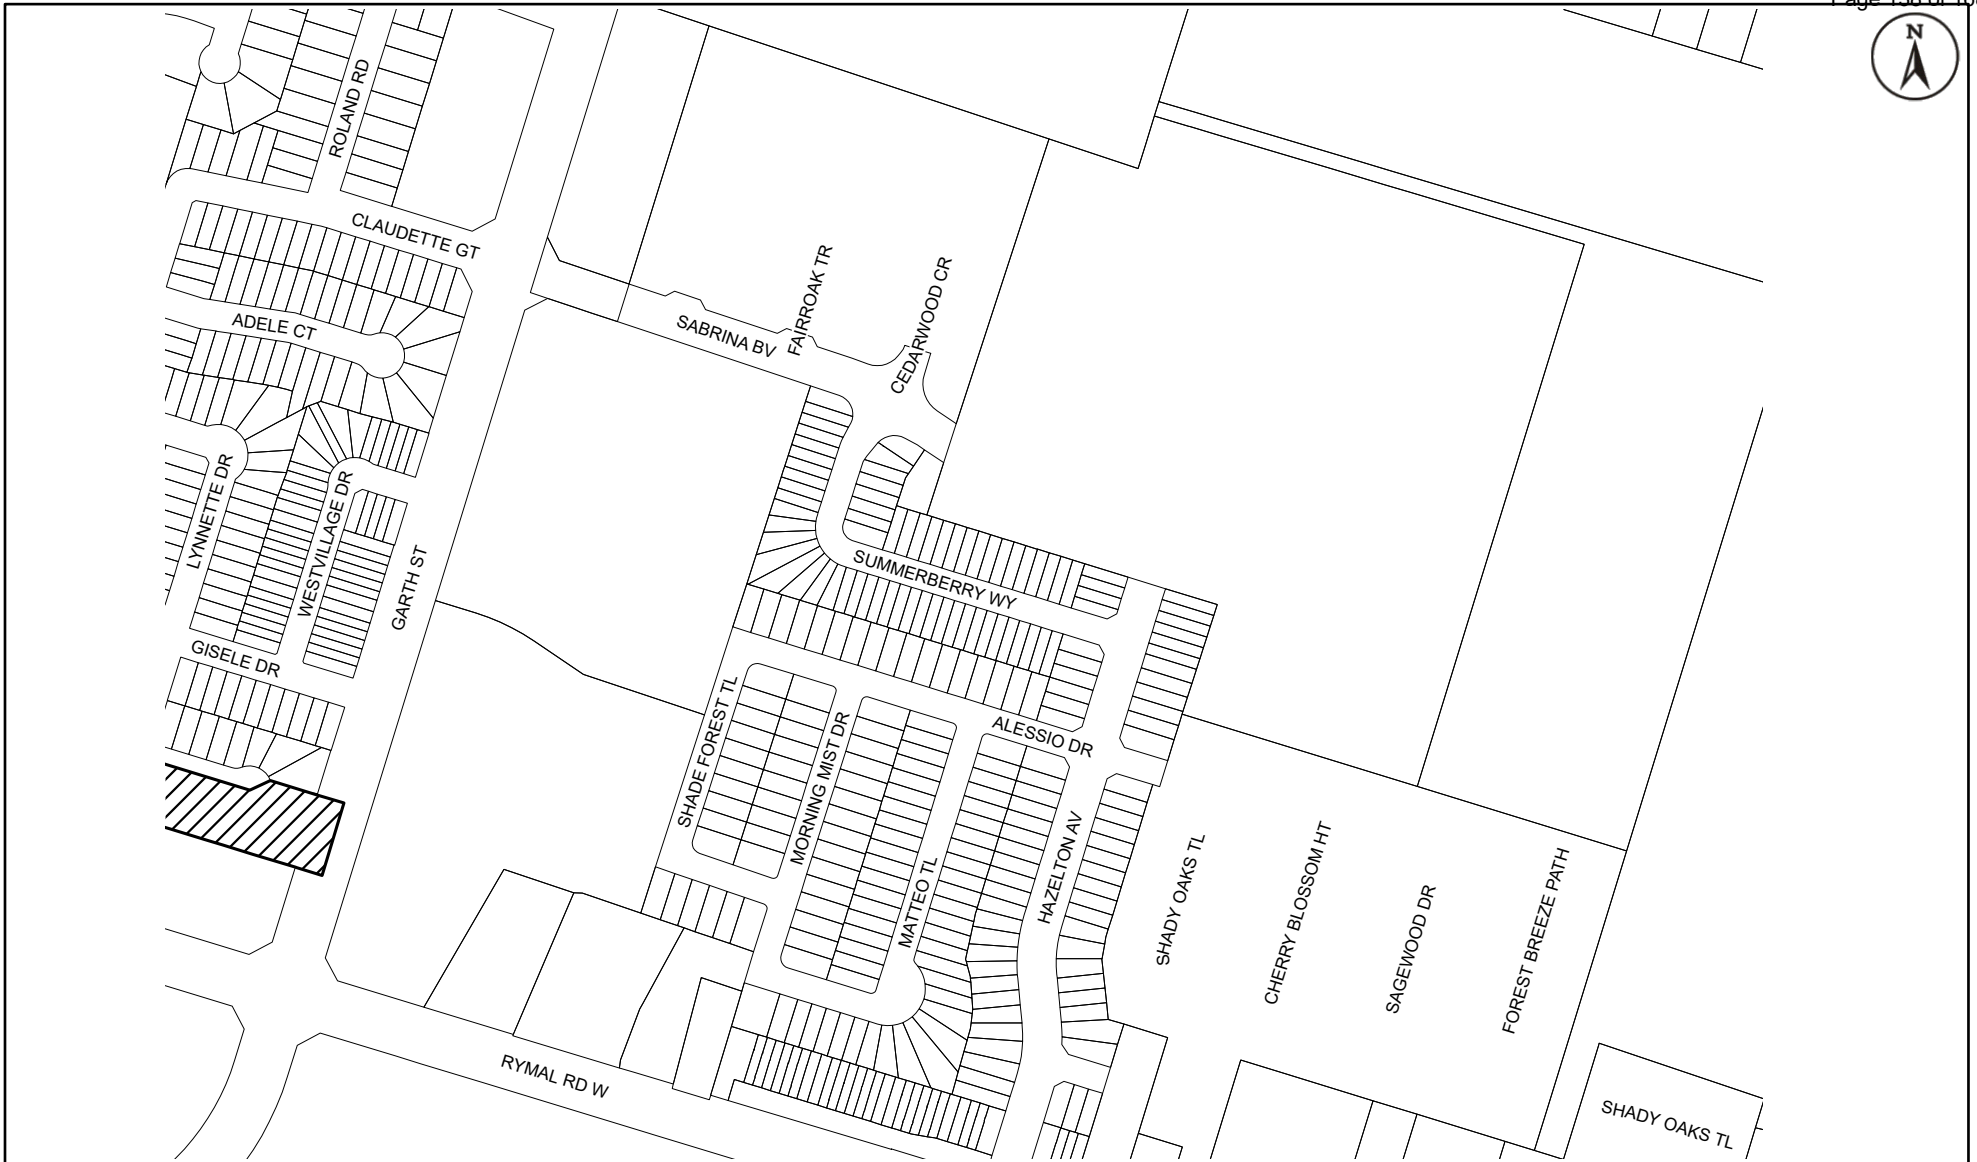 N
ROLAND RD
CLAUDETTE GT
ADELE CT
FAIRROAK TR
CEDARWOOD CR
SABRINA BV
LYNNETTE DR
WESTVILLAGE DR
GARTH ST
SUMMERBERRY WY
GISELE DR
SHADE FOREST TL
MORNING MIST DR
ALESSIO DR
MATTEO TL
HAZELTON AV
SHADY OAKS TL
CHERRY BLOSSOM HT
SAGEWOOD DR
FOREST BREEZE PATH
RYMAL RD W
SHADY OAKS TL